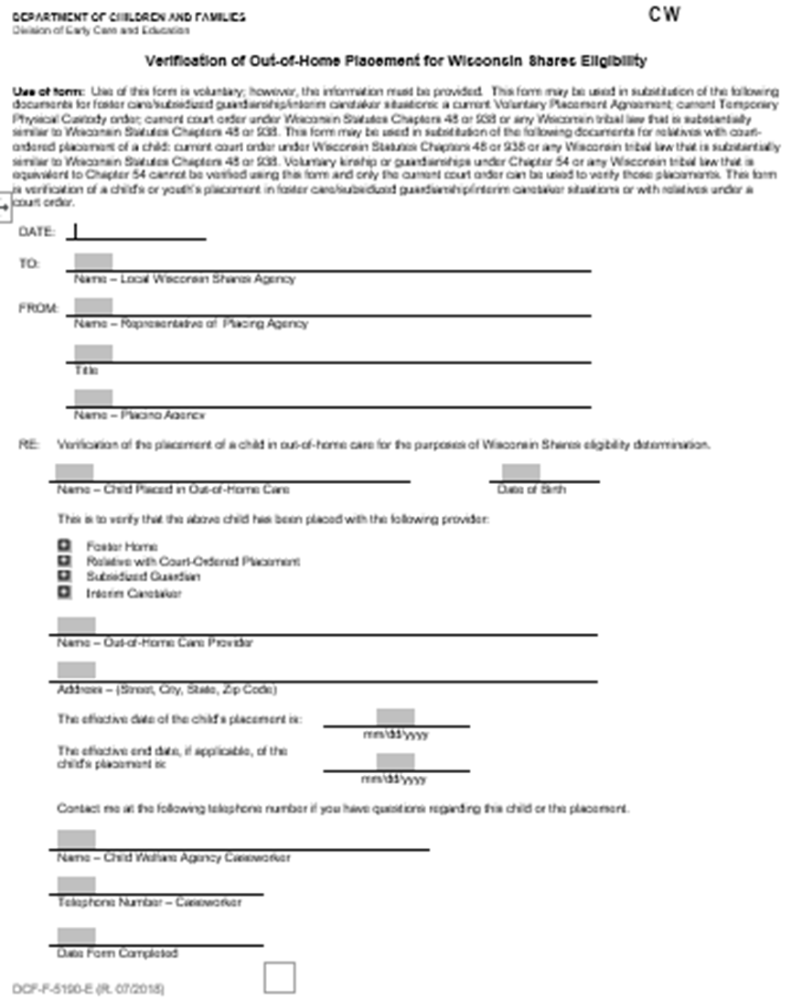 DEPARTMENT OF CHILDREN AND FAMILIES
Division of Early Care and Education
CW
Verification of Out-of-Home Placement for Wisconsin Shares Eligibility
Use of form: Use of this form is voluntary; however, the information must be provided. This form may be used in substitution of the following
documents for foster care/subsidized guardianship/interim caretaker situations: a current Voluntary Placement Agreement; current Temporary
Physical Custody order; current court order under Wisconsin Statutes Chapters 48 or 938 or any Wisconsin tribal law that is substantially
similar to Wisconsin Statutes Chapters 48 or 938. This form may be used in substitution of the following documents for relatives with court-
ordered placement of a child: current court order under Wisconsin Statutes Chapters 48 or 938 or any Wisconsin tribal law that is substantially
similar to Wisconsin Statutes Chapters 48 or 938. Voluntary kinship or guardianships under Chapter 54 or any Wisconsin tribal law that is
equivalent to Chapter 54 cannot be verified using this form and only the current court order can be used to verify those placements. This form
is verification of a child's or youth's placement in foster care/subsidized guardianship/interim caretaker situations or with relatives under a
court order.
DATE:
TO:
Name – Local Wisconsin Shares Agency
FROM:
Name – Representative of Placing Agency
Title
Name – Placing Agency
RE: Verification of the placement of a child in out-of-home care for the purposes of Wisconsin Shares eligibility determination.
Name – Child Placed in Out-of-Home Care Date of Birth
This is to verify that the above child has been placed with the following provider:
Foster Home
Relative with Court-Ordered Placement
Subsidized Guardian
Interim Caretaker
Name – Out-of-Home Care Provider
Address – (Street, City, State, Zip Code)
The effective date of the child's placement is:
mm/dd/yyyy
The effective end date, if applicable, of the
child's placement is:
mm/dd/yyyy
Contact me at the following telephone number if you have questions regarding this child or the placement.
Name – Child Welfare Agency Caseworker
Telephone Number – Caseworker
Date Form Completed
DCF-F-5190-E (R. 07/2018)